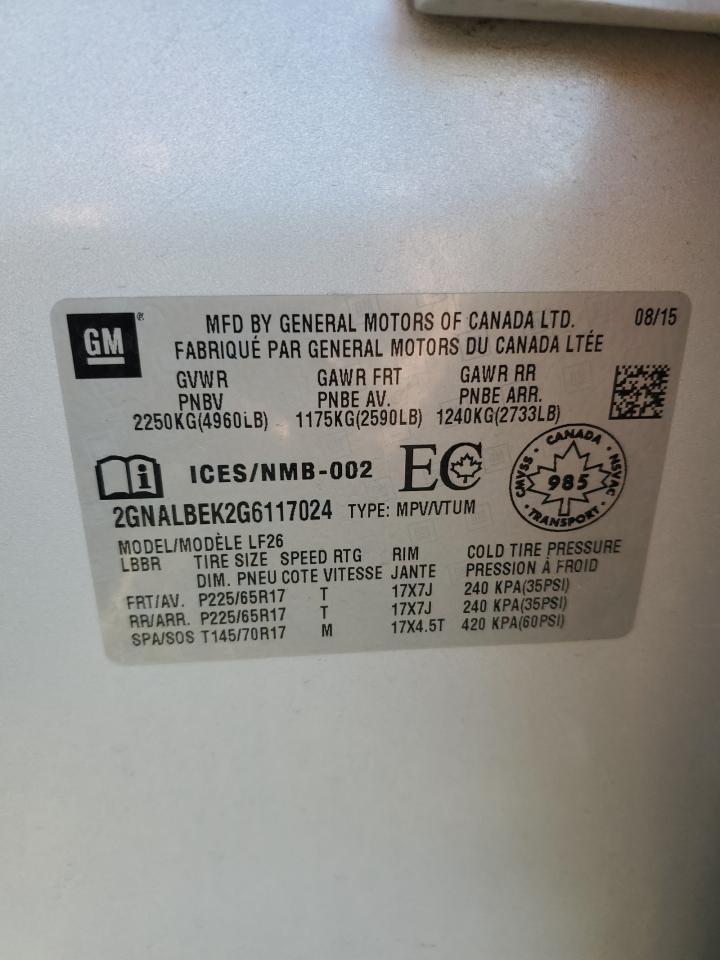 GM®
MFD BY GENERAL MOTORS OF CANADA LTD. 08/15
FABRIQUÉ PAR GENERAL MOTORS DU CANADA LTÉE
GVWR GAWR FRT GAWR RR
PNBV PNBE AV. PNBE ARR.
2250KG(4960LB) 1175KG(2590LB) 1240KG(2733LB)
i ICES/NMB-002 EC
CANADA
CMVSS 985 NSVAC
TRANSPORT
2GNALBEK2G6117024 TYPE: MPV/VTUM
MODEL/MODÈLE LF26
LBBR TIRE SIZE SPEED RTG RIM COLD TIRE PRESSURE
DIM. PNEU COTE VITESSE JANTE PRESSION À FROID
FRT/AV. P225/65R17 T 17X7J 240 KPA(35PSI)
RR/ARR. P225/65R17 T 17X7J 240 KPA(35PSI)
SPA/SOS T145/70R17 M 17X4.5T 420 KPA(60PSI)